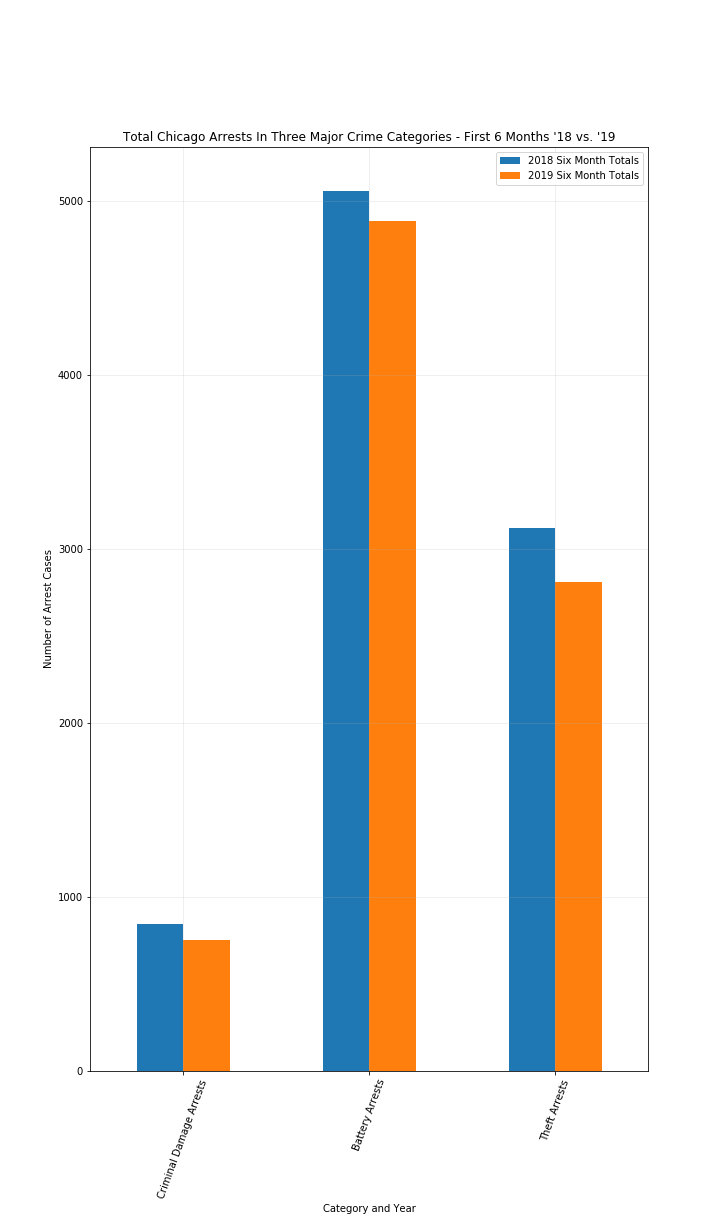 Total Chicago Arrests In Three Major Crime Categories - First 6 Months '18 vs. '19
2018 Six Month Totals
2019 Six Month Totals
5000
4000
3000
2000
1000
0
Number of Arrest Cases
Criminal Damage Arrests
Battery Arrests
Theft Arrests
Category and Year